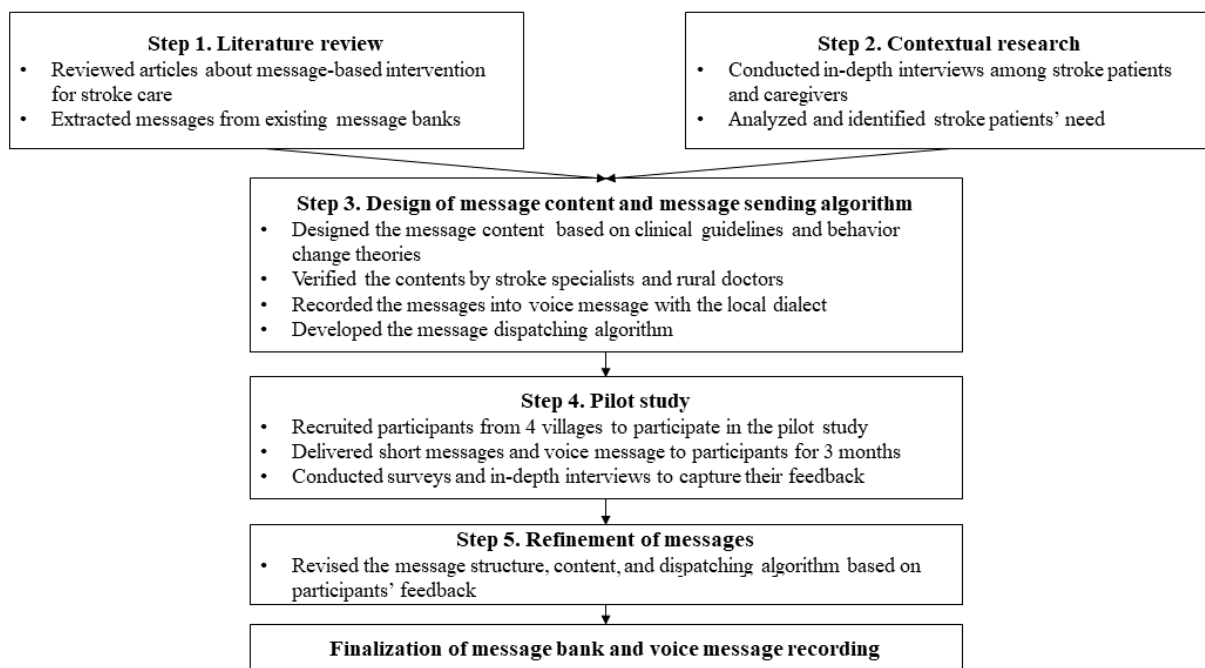 Step 1. Literature review
• Reviewed articles about message-based intervention
for stroke care
• Extracted messages from existing message banks
Step 2. Contextual research
• Conducted in-depth interviews among stroke patients
and caregivers
• Analyzed and identified stroke patients’ need
Step 3. Design of message content and message sending algorithm
• Designed the message content based on clinical guidelines and behavior
change theories
• Verified the contents by stroke specialists and rural doctors
• Recorded the messages into voice message with the local dialect
• Developed the message dispatching algorithm
Step 4. Pilot study
• Recruited participants from 4 villages to participate in the pilot study
• Delivered short messages and voice message to participants for 3 months
• Conducted surveys and in-depth interviews to capture their feedback
Step 5. Refinement of messages
• Revised the message structure, content, and dispatching algorithm based on
participants’ feedback
Finalization of message bank and voice message recording